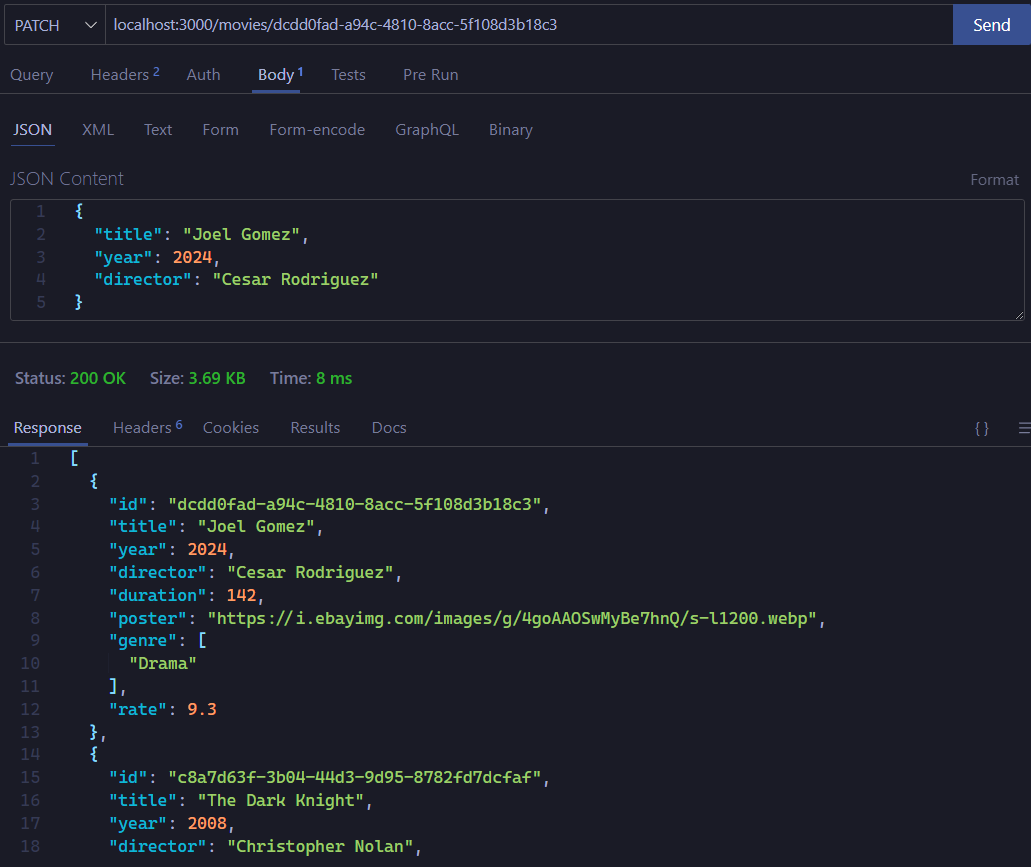 PATCH localhost:3000/movies/dcdd0fad-a94c-4810-8acc-5f108d3b18c3 Send
Query Headers 2 Auth Body 1 Tests Pre Run
JSON XML Text Form Form-encode GraphQL Binary
JSON Content Format
1 {
2 "title": "Joel Gomez",
3 "year": 2024,
4 "director": "Cesar Rodriguez"
5 }
Status: 200 OK Size: 3.69 KB Time: 8 ms
Response Headers 6 Cookies Results Docs { }
1 [
2 {
3 "id": "dcdd0fad-a94c-4810-8acc-5f108d3b18c3",
4 "title": "Joel Gomez",
5 "year": 2024,
6 "director": "Cesar Rodriguez",
7 "duration": 142,
8 "poster": "https://i.ebayimg.com/images/g/4goAAOSwMyBe7hnQ/s-l1200.webp",
9 "genre": [
10 "Drama"
11 ],
12 "rate": 9.3
13 },
14 {
15 "id": "c8a7d63f-3b04-44d3-9d95-8782fd7dcfaf",
16 "title": "The Dark Knight",
17 "year": 2008,
18 "director": "Christopher Nolan",